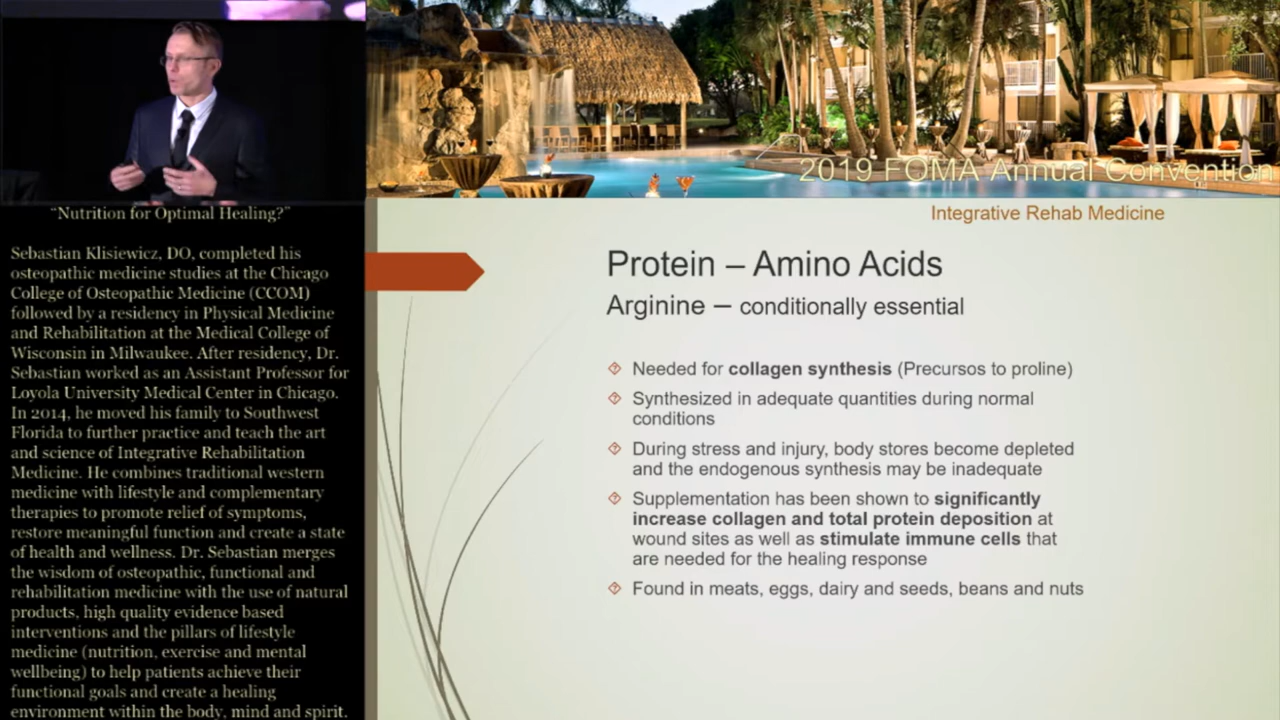 2019 FOMA Annual Convention
"Nutrition for Optimal Healing?"
Sebastian Klisiewicz, DO, completed his
osteopathic medicine studies at the Chicago
College of Osteopathic Medicine (CCOM)
followed by a residency in Physical Medicine
and Rehabilitation at the Medical College of
Wisconsin in Milwaukee. After residency, Dr.
Sebastian worked as an Assistant Professor for
Loyola University Medical Center in Chicago.
In 2014, he moved his family to Southwest
Florida to further practice and teach the art
and science of Integrative Rehabilitation
Medicine. He combines traditional western
medicine with lifestyle and complementary
therapies to promote relief of symptoms,
restore meaningful function and create a state
of health and wellness. Dr. Sebastian merges
the wisdom of osteopathic, functional and
rehabilitation medicine with the use of natural
products, high quality evidence based
interventions and the pillars of lifestyle
medicine (nutrition, exercise and mental
wellbeing) to help patients achieve their
functional goals and create a healing
environment within the body, mind and spirit.
Integrative Rehab Medicine
Protein – Amino Acids
Arginine – conditionally essential
Needed for collagen synthesis (Precursos to proline)
Synthesized in adequate quantities during normal
conditions
During stress and injury, body stores become depleted
and the endogenous synthesis may be inadequate
Supplementation has been shown to significantly
increase collagen and total protein deposition at
wound sites as well as stimulate immune cells that
are needed for the healing response
Found in meats, eggs, dairy and seeds, beans and nuts